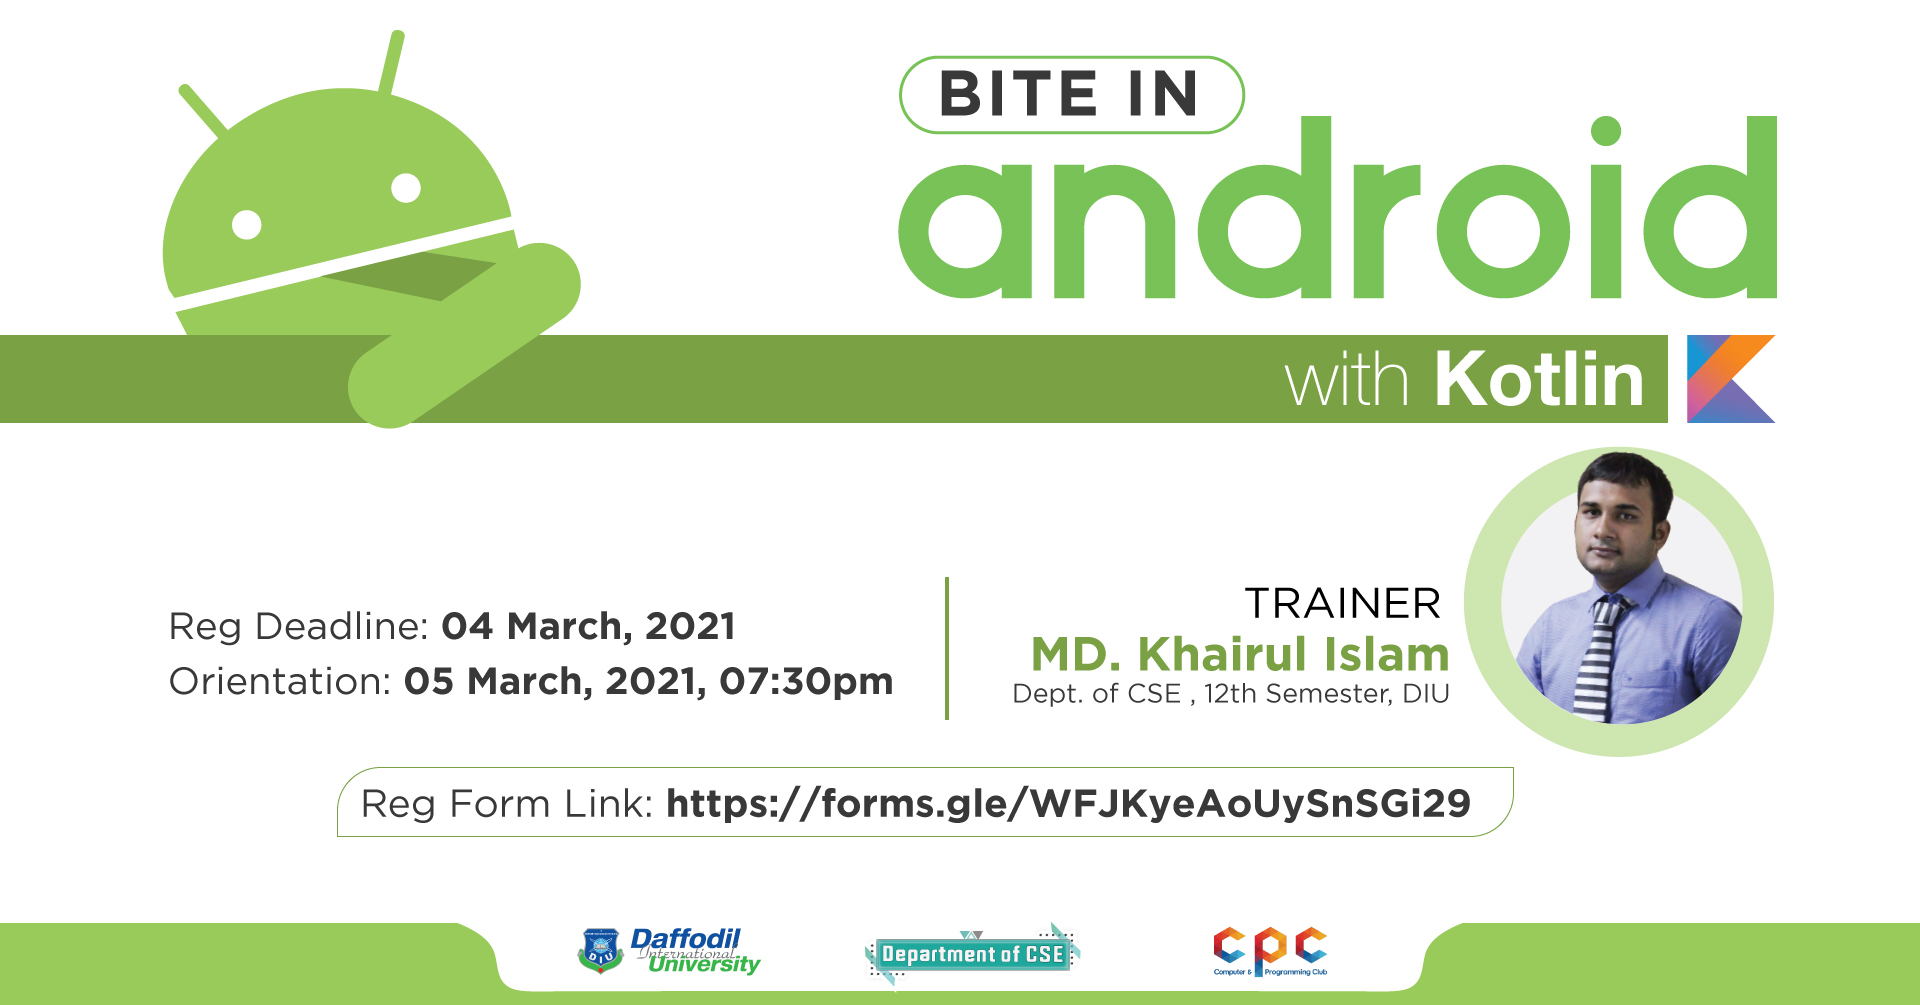 BITE IN
android
with Kotlin
Reg Deadline: 04 March, 2021
Orientation: 05 March, 2021, 07:30pm
TRAINER
MD. Khairul Islam
Dept. of CSE , 12th Semester, DIU
Reg Form Link: https://forms.gle/WFJKyeAoUySnSGi29
DIU
Daffodil
International
University
Department of CSE
cpc
Computer & Programming Club